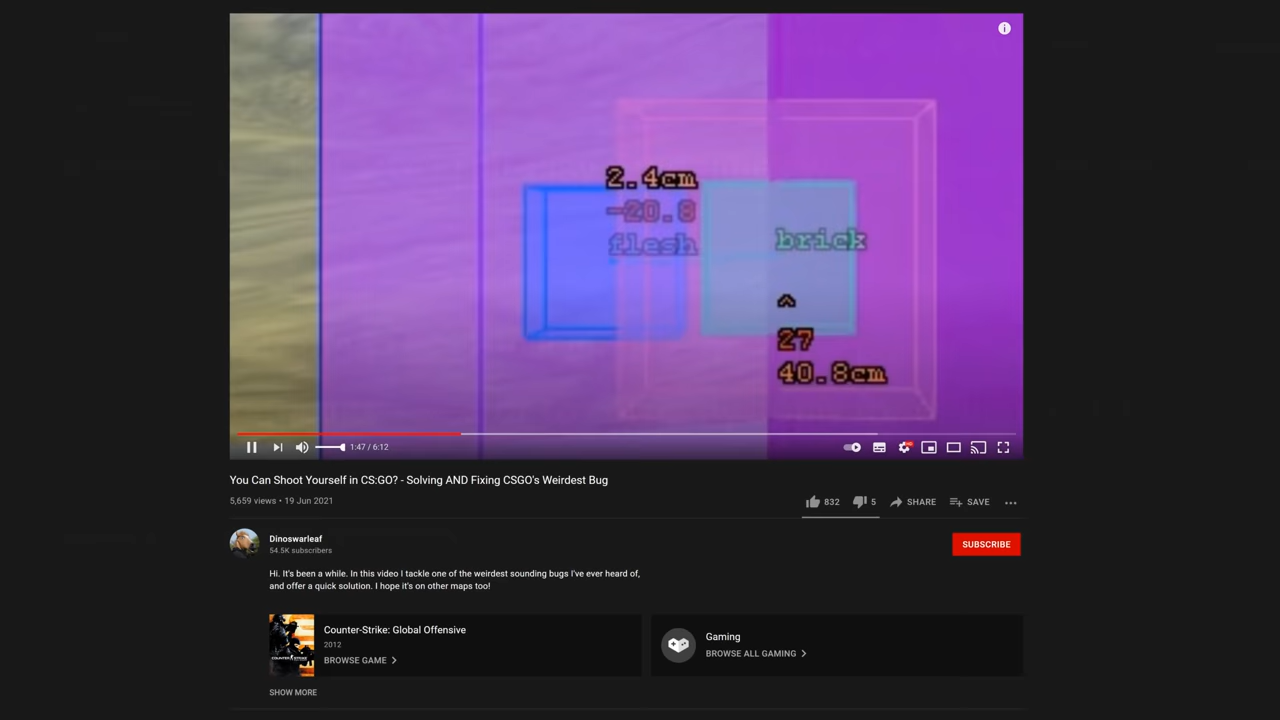 2.4cm
-20.8
flesh
brick
^
27
40.8cm
1:47 / 6:12
You Can Shoot Yourself in CS:GO? - Solving AND Fixing CSGO's Weirdest Bug
5,659 views • 19 Jun 2021
832
5
SHARE
SAVE
Dinoswarleaf
54.5K subscribers
SUBSCRIBE
Hi. It's been a while. In this video I tackle one of the weirdest sounding bugs I've ever heard of,
and offer a quick solution. I hope it's on other maps too!
Counter-Strike: Global Offensive
2012
BROWSE GAME
Gaming
BROWSE ALL GAMING
SHOW MORE